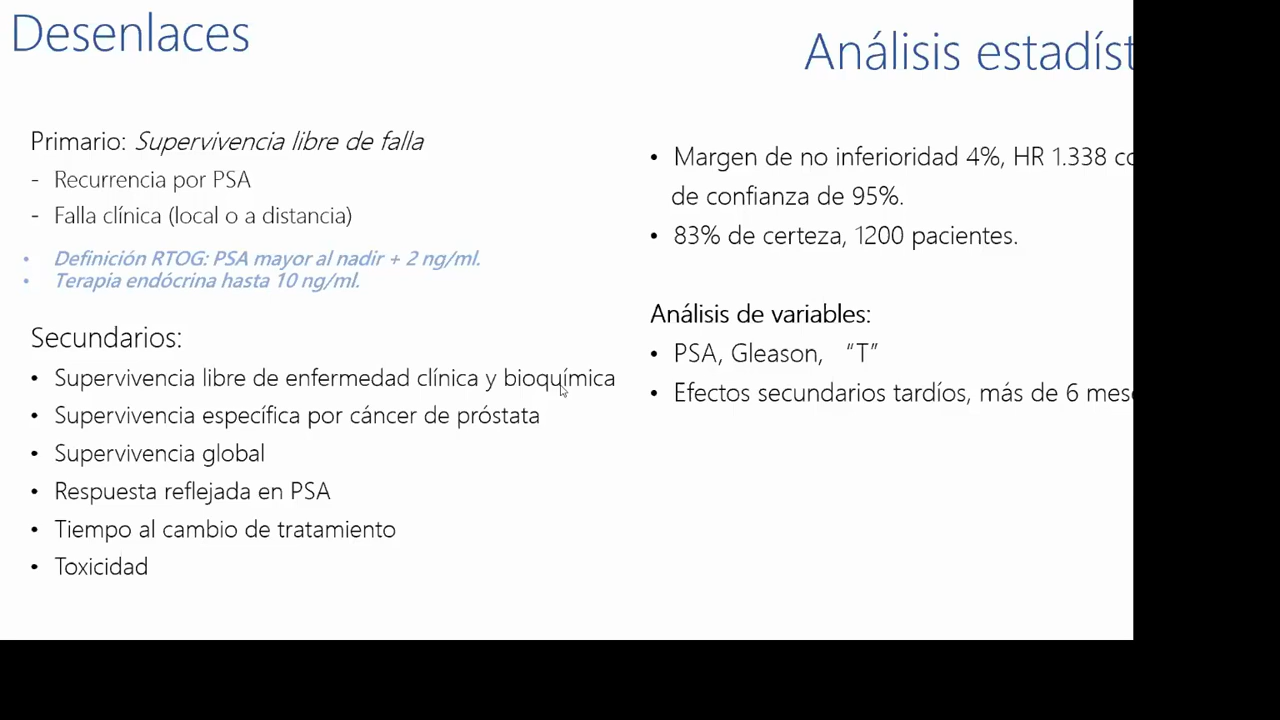 Desenlaces
Primario: Supervivencia libre de falla
- Recurrencia por PSA
- Falla clínica (local o a distancia)
• Definición RTOG: PSA mayor al nadir + 2 ng/ml.
• Terapia endócrina hasta 10 ng/ml.
Secundarios:
• Supervivencia libre de enfermedad clínica y bioquímica
• Supervivencia específica por cáncer de próstata
• Supervivencia global
• Respuesta reflejada en PSA
• Tiempo al cambio de tratamiento
• Toxicidad
Análisis
• Margen de no inferioridad 4%, HR 1.338
de confianza de 95%.
• 83% de certeza, 1200 pacientes.
Análisis de variables:
• PSA, Gleason, “T”
• Efectos secundarios tardíos, más de 6